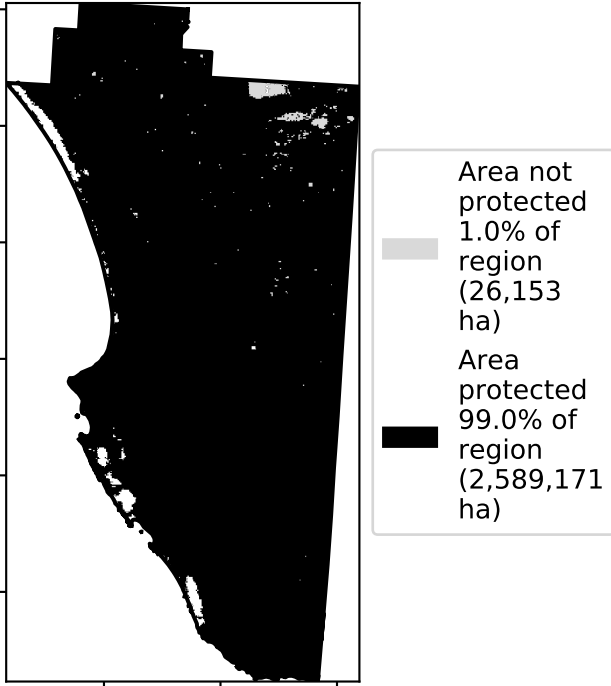 Area not
protected
1.0% of
region
(26,153
ha)
Area
protected
99.0% of
region
(2,589,171
ha)